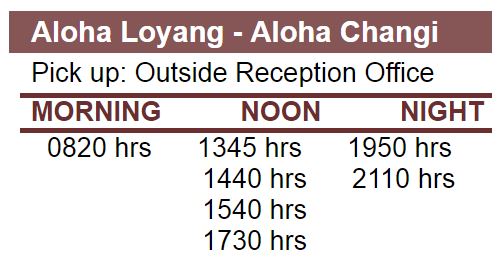 Aloha Loyang - Aloha Changi
Pick up: Outside Reception Office
MORNING NOON NIGHT
0820 hrs 1345 hrs 1950 hrs
1440 hrs 2110 hrs
1540 hrs
1730 hrs